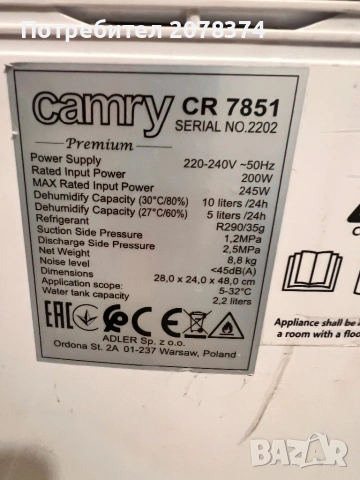 Потребител 2078374
camry CR 7851
Premium SERIAL NO.2202
Power Supply 220-240V ~50Hz
Rated Input Power 200W
MAX Rated Input Power 245W
Dehumidify Capacity (30°C/80%) 10 liters /24h
Dehumidify Capacity (27°C/60%) 5 liters /24h
Refrigerant R290/35g
Suction Side Pressure 1,2MPa
Discharge Side Pressure 2,5MPa
Net Weight 8,8 kg
Noise level <45dB(A)
Dimensions 28,0 x 24,0 x 48,0 cm
Application scope: 5-32°C
Water tank capacity 2,2 liters
EAC CE
ADLER Sp. z o.o.
Ordona St. 2A 01-237 Warsaw, Poland
Appliance shall be
a room with a floo
BAZAR